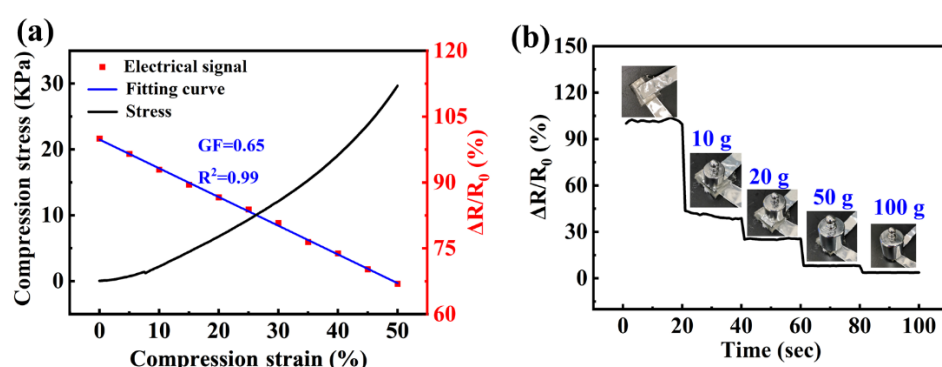 (a)
Compression stress (KPa)
30
20
10
0
Electrical signal
Fitting curve
Stress
GF=0.65
R²=0.99
120
105
90
75
60
ΔR/R₀ (%)
0 10 20 30 40 50
Compression strain (%)
(b)
ΔR/R₀ (%)
150
120
90
60
30
0
10 g
20 g
50 g
100 g
0 20 40 60 80 100
Time (sec)